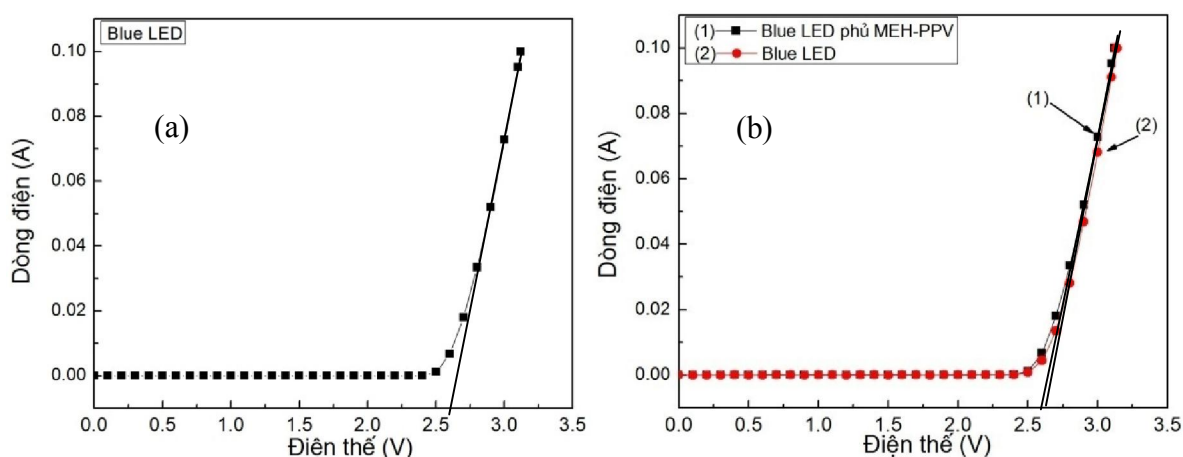 Blue LED
(a)
0.10
0.08
0.06
0.04
0.02
0.00
Dòng điện (A)
0.0 0.5 1.0 1.5 2.0 2.5 3.0 3.5
Điên thế (V)
(1) Blue LED phủ MEH-PPV
(2) Blue LED
(b)
(1)
(2)
0.10
0.08
0.06
0.04
0.02
0.00
Dòng điện (A)
0.0 0.5 1.0 1.5 2.0 2.5 3.0 3.5
Điện thế (V)